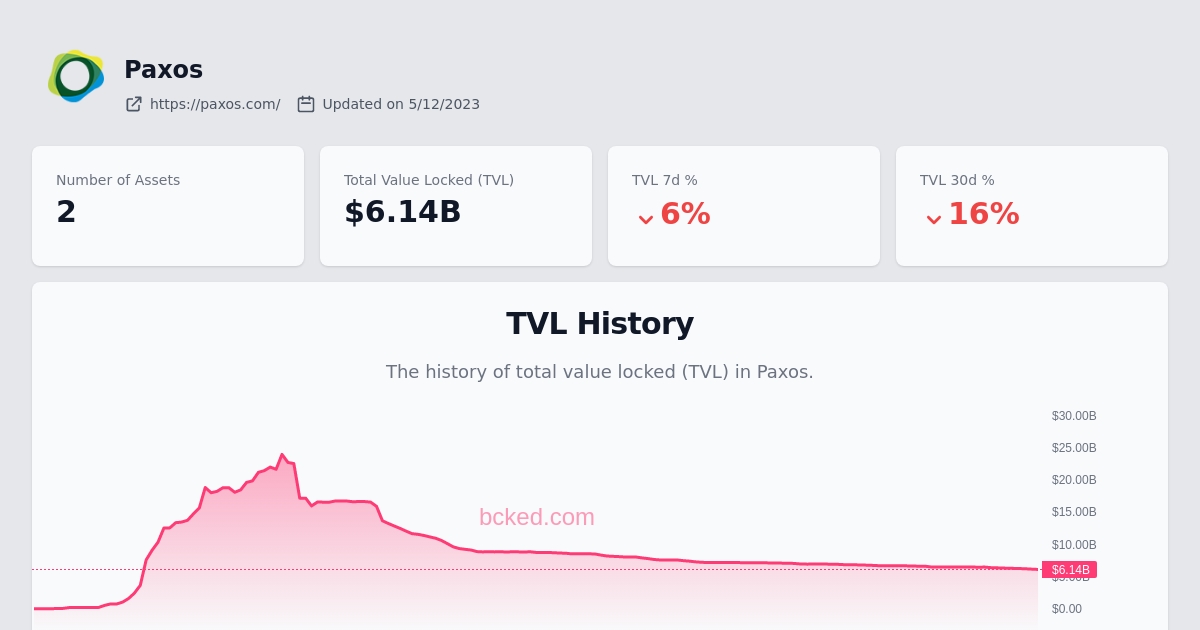 Paxos
https://paxos.com/ Updated on 5/12/2023
Number of Assets
2
Total Value Locked (TVL)
$6.14B
TVL 7d %
6%
TVL 30d %
16%
TVL History
The history of total value locked (TVL) in Paxos.
$30.00B
$25.00B
$20.00B
$15.00B
bcked.com
$10.00B
$6.14B
$5.00B
$0.00